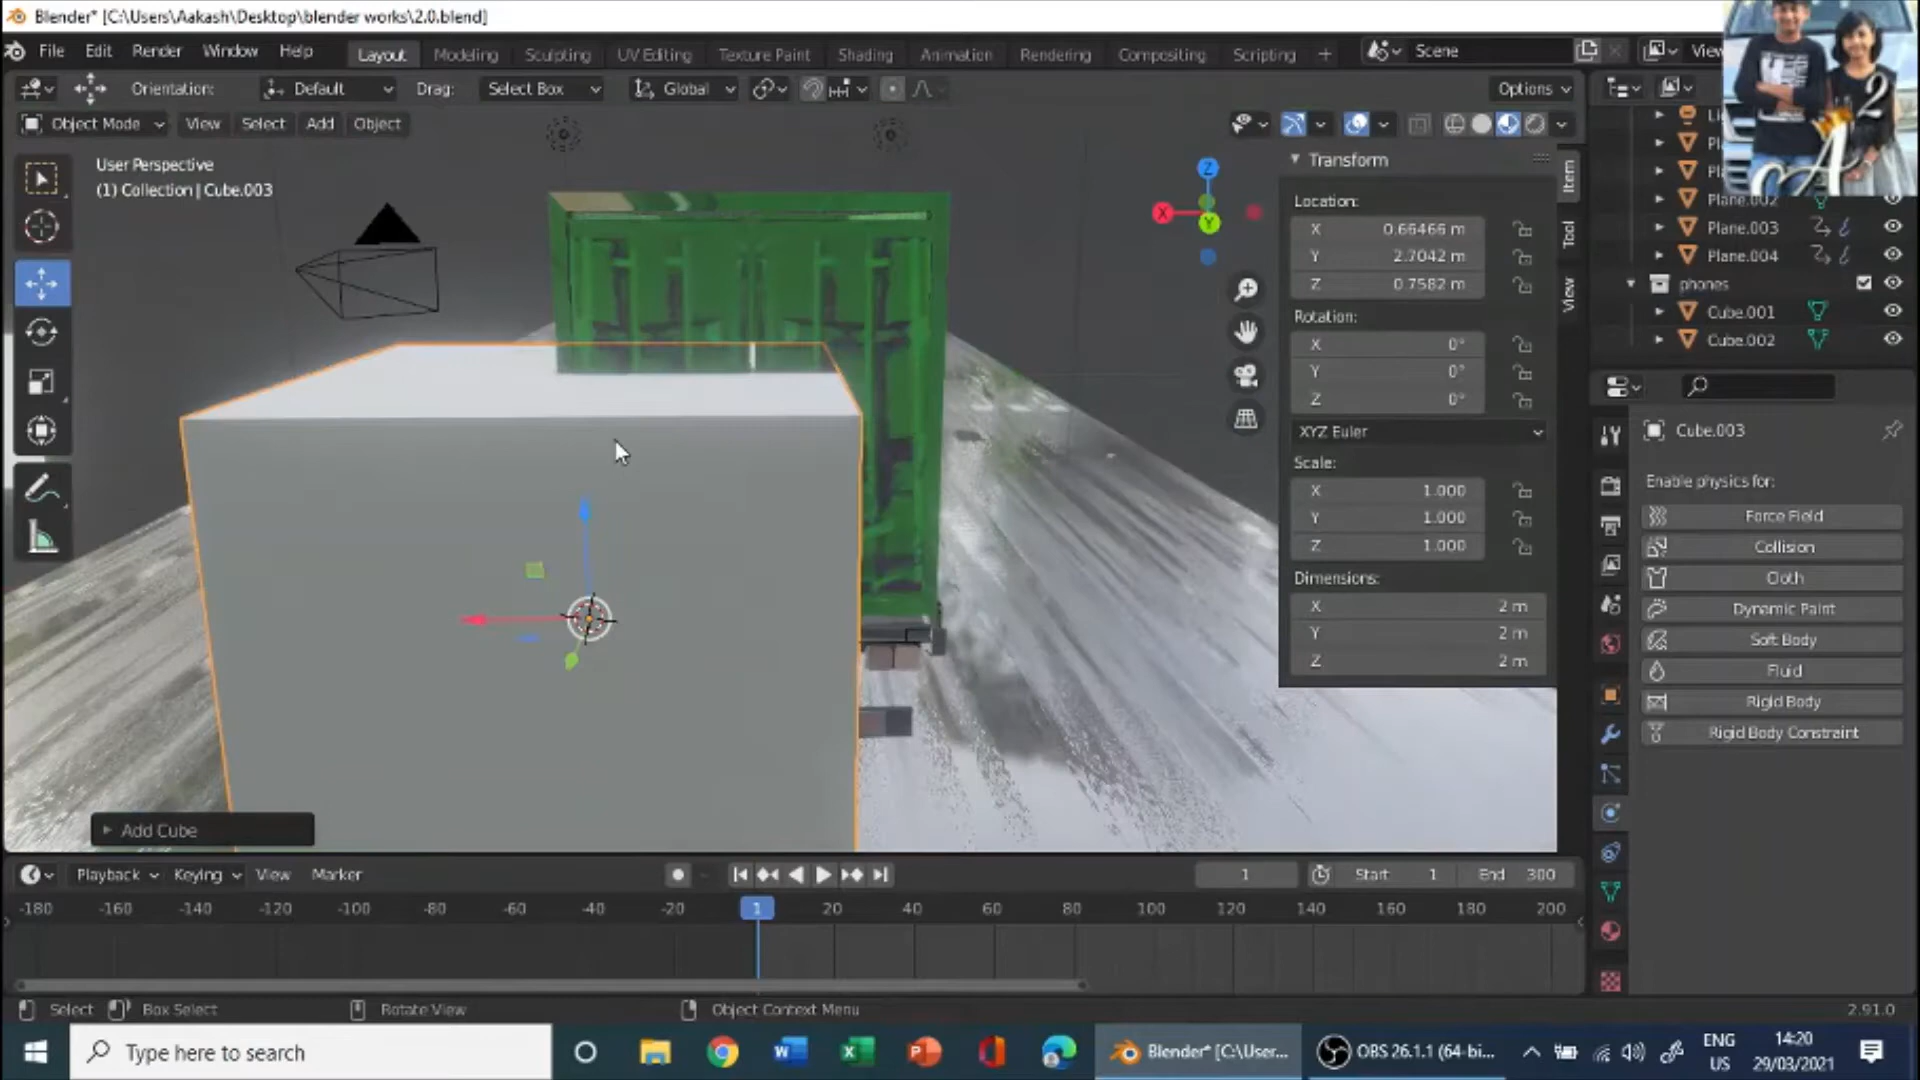 Blender* [C:\Users\Aakash\Desktop\blender works\2.0.blend]
File Edit Render Window Help Layout Modeling Sculpting UV Editing Texture Paint Shading Animation Rendering Compositing Scripting + Scene
Orientation: Default Drag: Select Box Global Options
Object Mode View Select Add Object
User Perspective
(1) Collection | Cube.003
Z
X
Y
Transform
Location:
X 0.66466 m
Y 2.7042 m
Z 0.7582 m
Rotation:
X 0°
Y 0°
Z 0°
XYZ Euler
Scale:
X 1.000
Y 1.000
Z 1.000
Dimensions:
X 2 m
Y 2 m
Z 2 m
Item
Tool
View
A 2
Plane.002
Plane.003
Plane.004
phones
Cube.001
Cube.002
Cube.003
Enable physics for:
Force Field
Collision
Cloth
Dynamic Paint
Soft Body
Fluid
Rigid Body
Rigid Body Constraint
Add Cube
Playback Keying View Marker 1 Start 1 End 300
-180 -160 -140 -120 -100 -80 -60 -40 -20 1 20 40 60 80 100 120 140 160 180 200
Select Box Select Rotate View Object Context Menu 2.91.0
Type here to search Blender* [C:\User... OBS 26.1.1 (64-bi... ENG US 14:20 29/03/2021